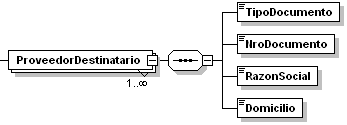 TipoDocumento
NroDocumento
ProveedorDestinatario
1..∞
RazonSocial
Domicilio